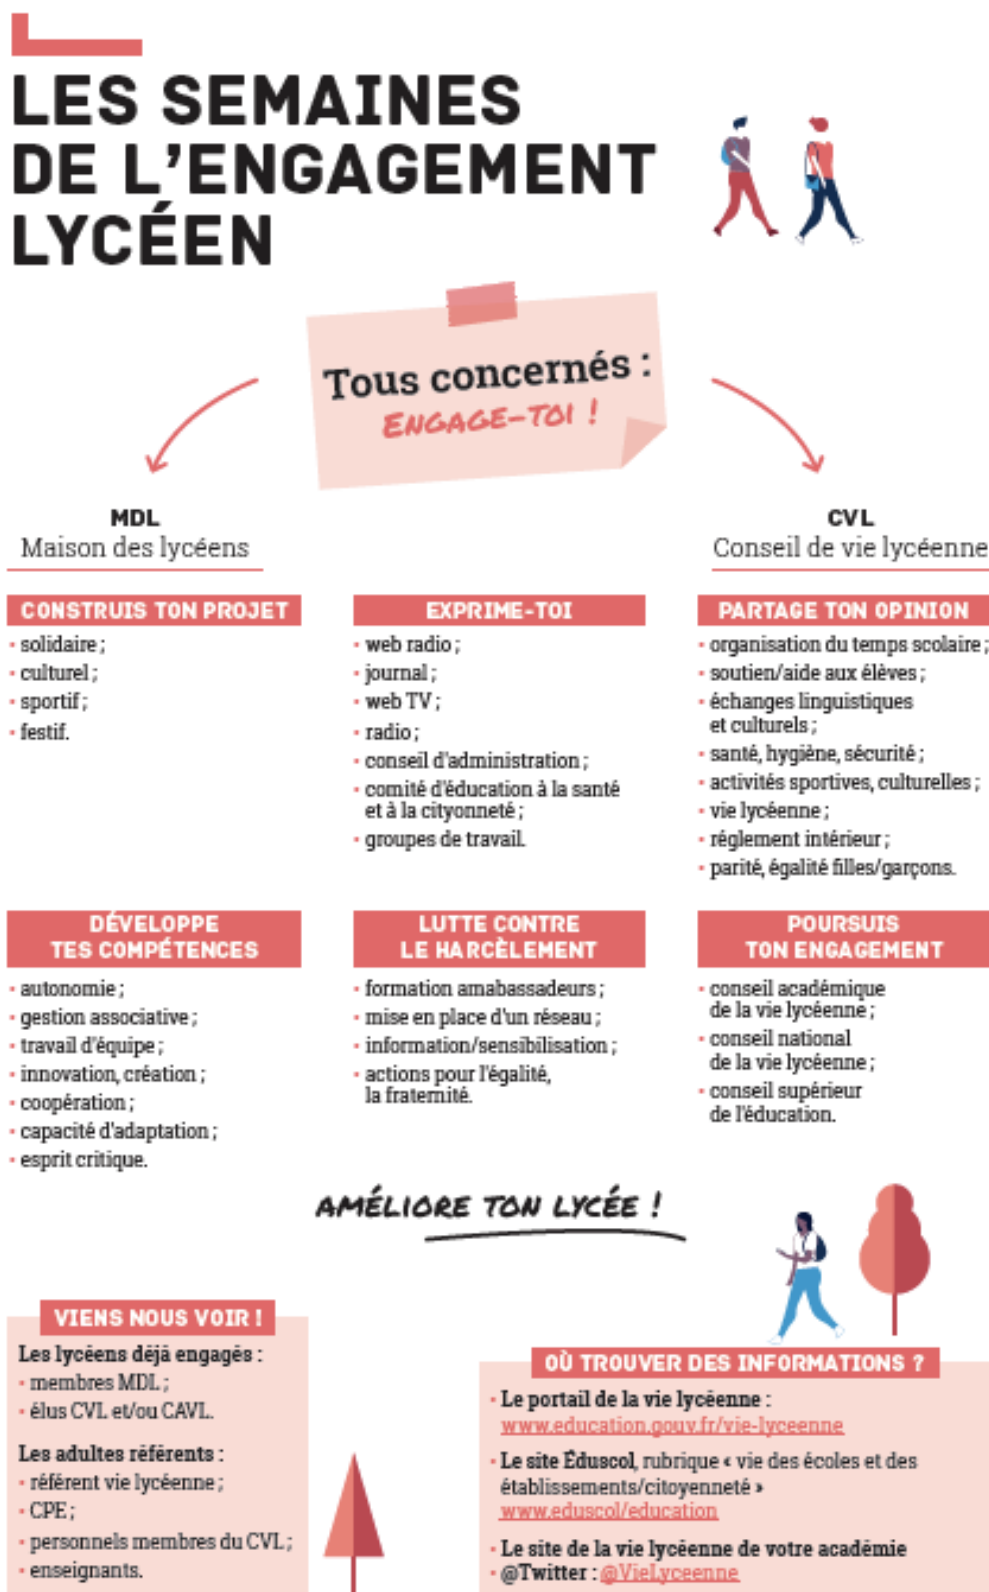 LES SEMAINES
DE L'ENGAGEMENT
LYCÉEN
Tous concernés :
ENGAGE-TOI !
MDL
Maison des lycéens
CVL
Conseil de vie lycéenne
CONSTRUIS TON PROJET
- solidaire ;
- culturel ;
- sportif ;
- festif.
EXPRIME-TOI
- web radio ;
- journal ;
- web TV ;
- radio ;
- conseil d'administration ;
- comité d'éducation à la santé
et à la cityonneté ;
- groupes de travail.
PARTAGE TON OPINION
- organisation du temps scolaire ;
- soutien/aide aux élèves ;
- échanges linguistiques
et culturels ;
- santé, hygiène, sécurité ;
- activités sportives, culturelles ;
- vie lycéenne ;
- réglement intérieur ;
- parité, égalité filles/garçons.
DÉVELOPPE
TES COMPÉTENCES
- autonomie ;
- gestion associative ;
- travail d'équipe ;
- innovation, création ;
- coopération ;
- capacité d'adaptation ;
- esprit critique.
LUTTE CONTRE
LE HARCÈLEMENT
- formation amabassadeurs ;
- mise en place d'un réseau ;
- information/sensibilisation ;
- actions pour l'égalité,
la fraternité.
POURSUIS
TON ENGAGEMENT
- conseil académique
de la vie lycéenne ;
- conseil national
de la vie lycéenne ;
- conseil supérieur
de l'éducation.
AMÉLIORE TON LYCÉE !
VIENS NOUS VOIR !
Les lycéens déjà engagés :
- membres MDL ;
- élus CVL et/ou CAVL.
Les adultes référents :
- référent vie lycéenne ;
- CPE ;
- personnels membres du CVL ;
- enseignants.
OÙ TROUVER DES INFORMATIONS ?
- Le portail de la vie lycéenne :
www.education.gouv.fr/vie-lyceenne
- Le site Éduscol, rubrique « vie des écoles et des
établissements/citoyenneté »
www.eduscol/education
- Le site de la vie lycéenne de votre académie
- @Twitter : @VieLyceenne